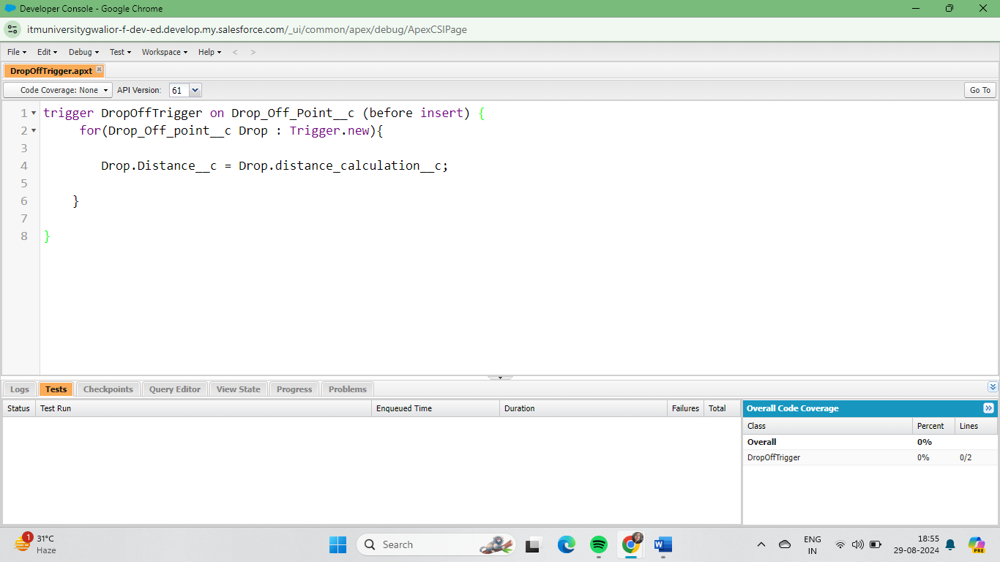 Developer Console - Google Chrome
itmuniversitygwalior-f-dev-ed.develop.my.salesforce.com/_ui/common/apex/debug/ApexCSIPage
File Edit Debug Test Workspace Help < >
DropOffTrigger.apxt
Code Coverage: None API Version: 61 Go To
1 trigger DropOffTrigger on Drop_Off_Point__c (before insert) {
2 for(Drop_Off_point__c Drop : Trigger.new){
3
4 Drop.Distance__c = Drop.distance_calculation__c;
5
6 }
7
8 }
Logs Tests Checkpoints Query Editor View State Progress Problems
Status Test Run Enqueued Time Duration Failures Total
Overall Code Coverage
Class Percent Lines
Overall 0%
DropOffTrigger 0% 0/2
1
31°C
Haze
Search
W
ENG
IN
18:55
29-08-2024
PRE